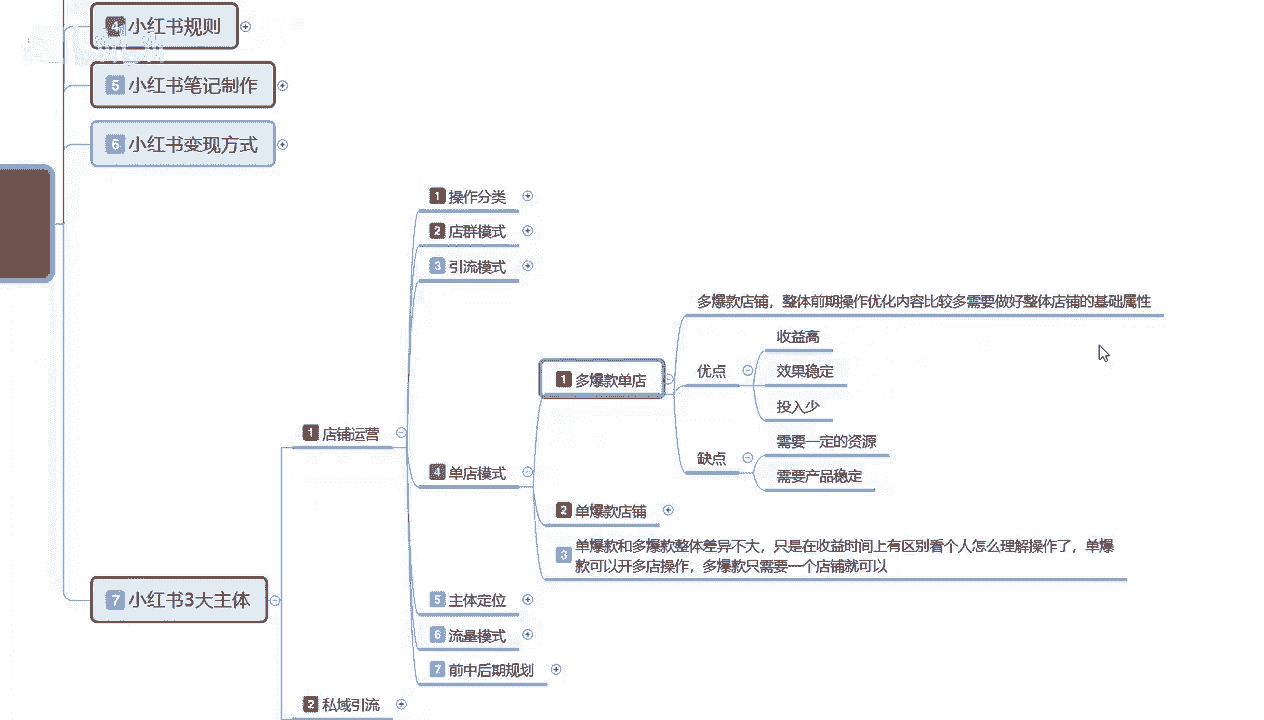 4 小红书规则
5 小红书笔记制作
6 小红书变现方式
1 操作分类
2 店群模式
3 引流模式
多爆款店铺，整体前期操作优化内容比较多需要做好整体店铺的基础属性
收益高
1 多爆款单店
优点
效果稳定
投入少
1 店铺运营
需要一定的资源
缺点
4 单店模式
需要产品稳定
2 单爆款店铺
3 单爆款和多爆款整体差异不大，只是在收益时间上有区别看个人怎么理解操作了，单爆
款可以开多店操作，多爆款只需要一个店铺就可以
7 小红书3大主体
5 主体定位
6 流量模式
7 前中后期规划
2 私域引流